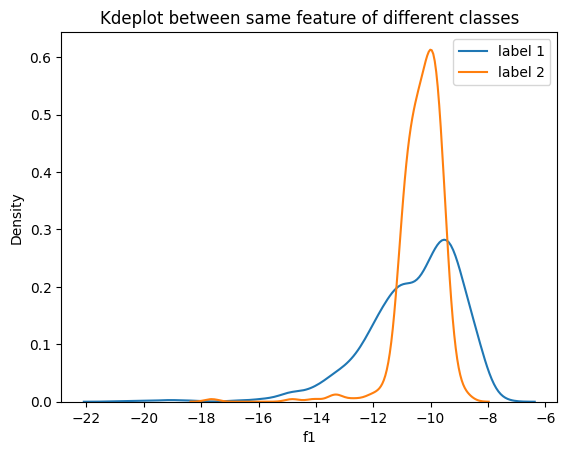 Kdeplot between same feature of different classes
label 1
label 2
0.6
0.5
0.4
0.3
0.2
0.1
0.0
Density
−22 −20 −18 −16 −14 −12 −10 −8 −6
f1